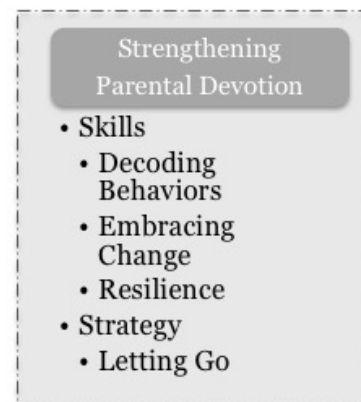 Strengthening
Parental Devotion
• Skills
• Decoding
Behaviors
• Embracing
Change
• Resilience
• Strategy
• Letting Go